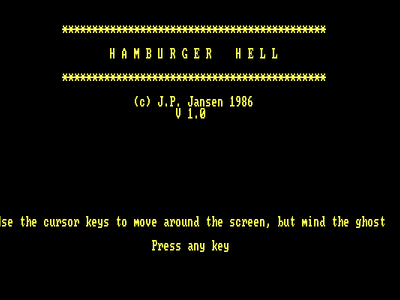 ********************************************
H A M B U R G E R   H E L L
********************************************
(c) J.P. Jansen 1986
V 1.0
the cursor keys to move around the screen, but mind the ghost
Press any key